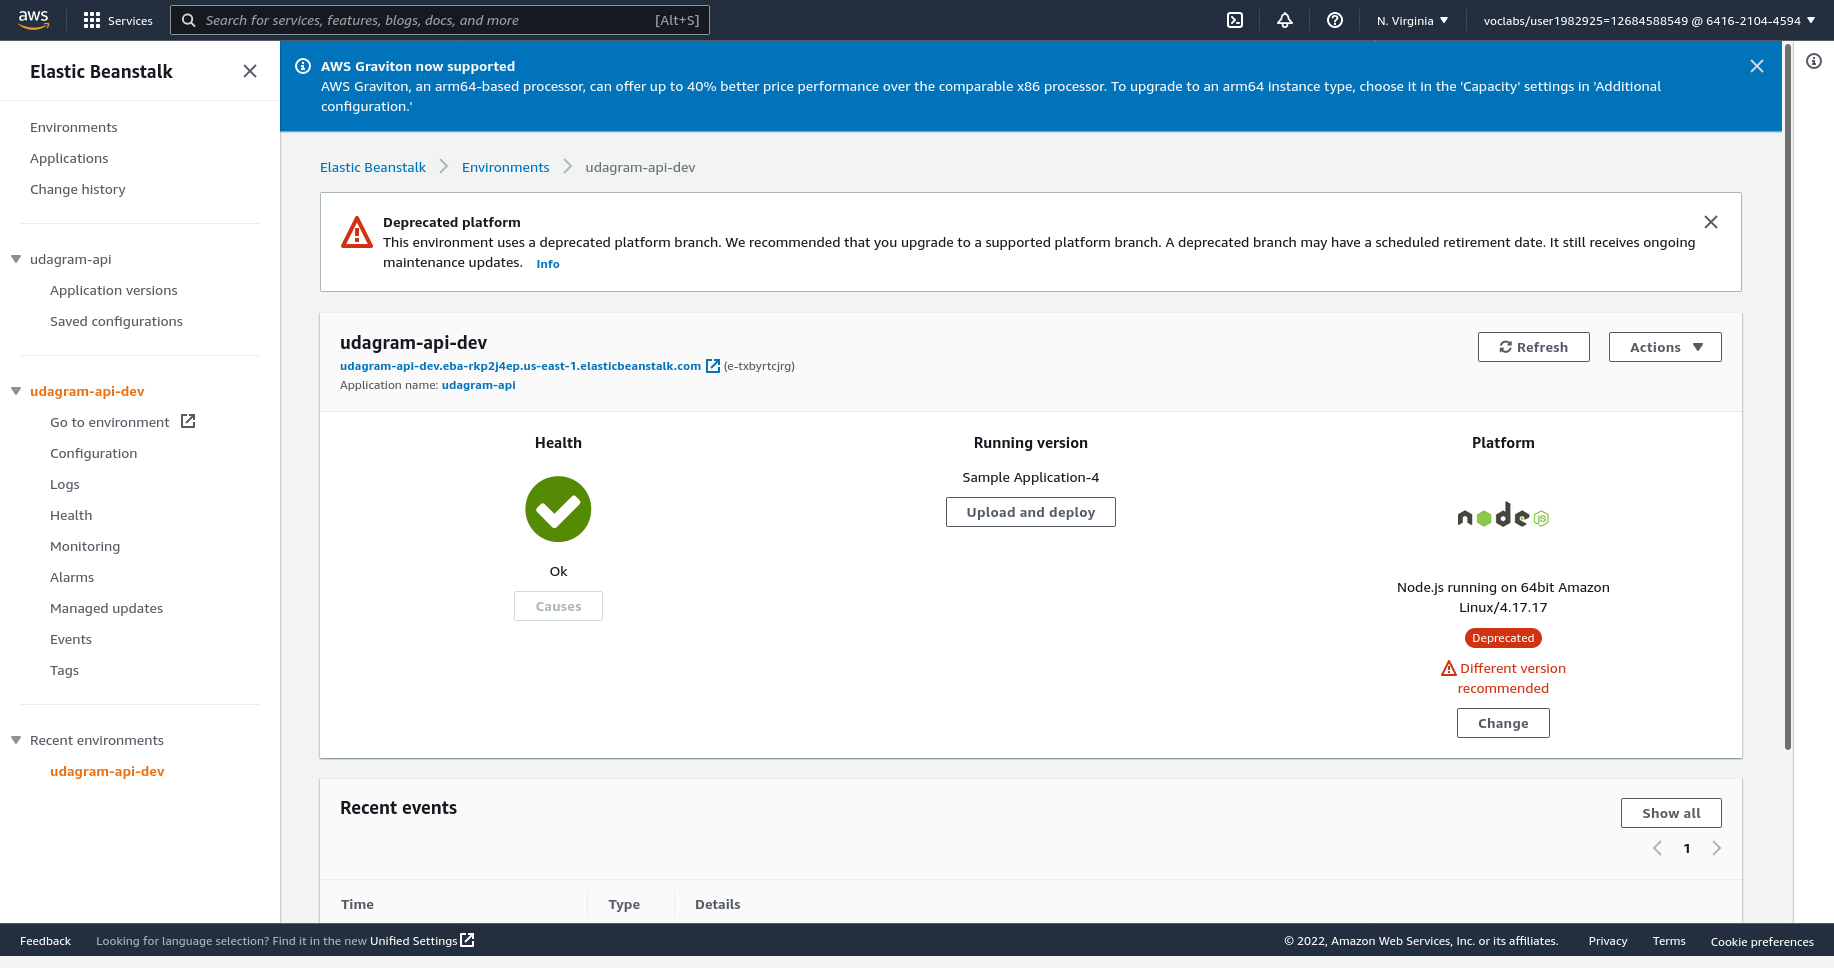 aws
Services
Search for services, features, blogs, docs, and more
[Alt+S]
N. Virginia
voclabs/user1982925=12684588549 @ 6416-2104-4594
Elastic Beanstalk
Environments
Applications
Change history
udagram-api
Application versions
Saved configurations
udagram-api-dev
Go to environment
Configuration
Logs
Health
Monitoring
Alarms
Managed updates
Events
Tags
Recent environments
udagram-api-dev
AWS Graviton now supported
AWS Graviton, an arm64-based processor, can offer up to 40% better price performance over the comparable x86 processor. To upgrade to an arm64 instance type, choose it in the 'Capacity' settings in 'Additional
configuration.'
Elastic Beanstalk
Environments
udagram-api-dev
Deprecated platform
This environment uses a deprecated platform branch. We recommended that you upgrade to a supported platform branch. A deprecated branch may have a scheduled retirement date. It still receives ongoing
maintenance updates. Info
udagram-api-dev
udagram-api-dev.eba-rkp2j4ep.us-east-1.elasticbeanstalk.com (e-txbyrtcjrg)
Application name: udagram-api
Refresh
Actions
Health
Ok
Causes
Running version
Sample Application-4
Upload and deploy
Platform
node JS
Node.js running on 64bit Amazon
Linux/4.17.17
Deprecated
Different version
recommended
Change
Recent events
Show all
1
Time
Type
Details
Feedback
Looking for language selection? Find it in the new Unified Settings
© 2022, Amazon Web Services, Inc. or its affiliates.
Privacy
Terms
Cookie preferences